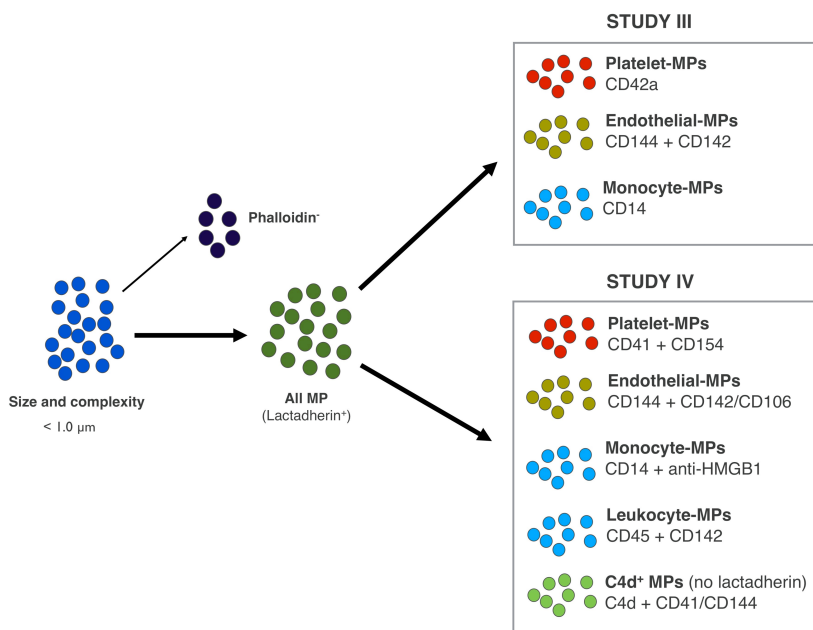 STUDY III
Platelet-MPs
CD42a
Endothelial-MPs
CD144 + CD142
Monocyte-MPs
CD14
Phalloidin⁻
Size and complexity
< 1.0 µm
All MP
(Lactadherin⁺)
STUDY IV
Platelet-MPs
CD41 + CD154
Endothelial-MPs
CD144 + CD142/CD106
Monocyte-MPs
CD14 + anti-HMGB1
Leukocyte-MPs
CD45 + CD142
C4d⁺ MPs (no lactadherin)
C4d + CD41/CD144